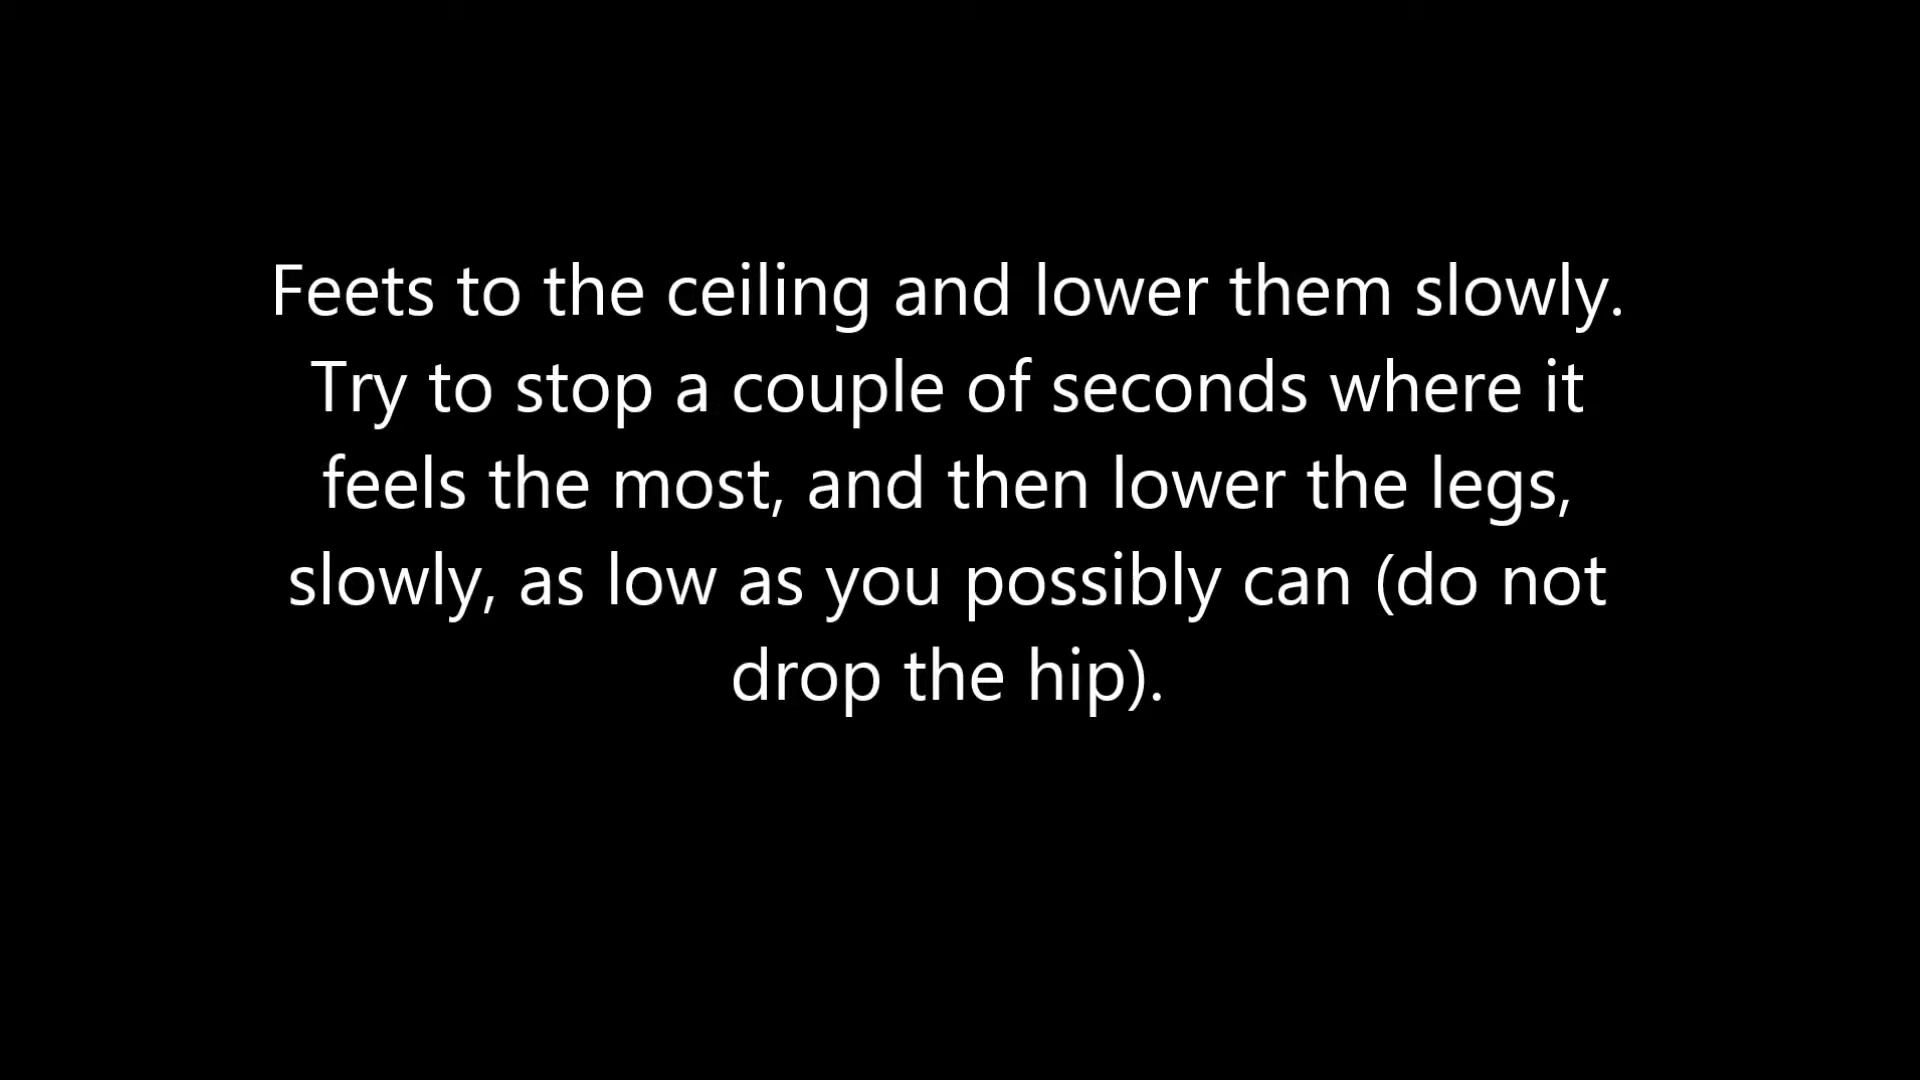 Feets to the ceiling and lower them slowly.
Try to stop a couple of seconds where it
feels the most, and then lower the legs,
slowly, as low as you possibly can (do not
drop the hip).